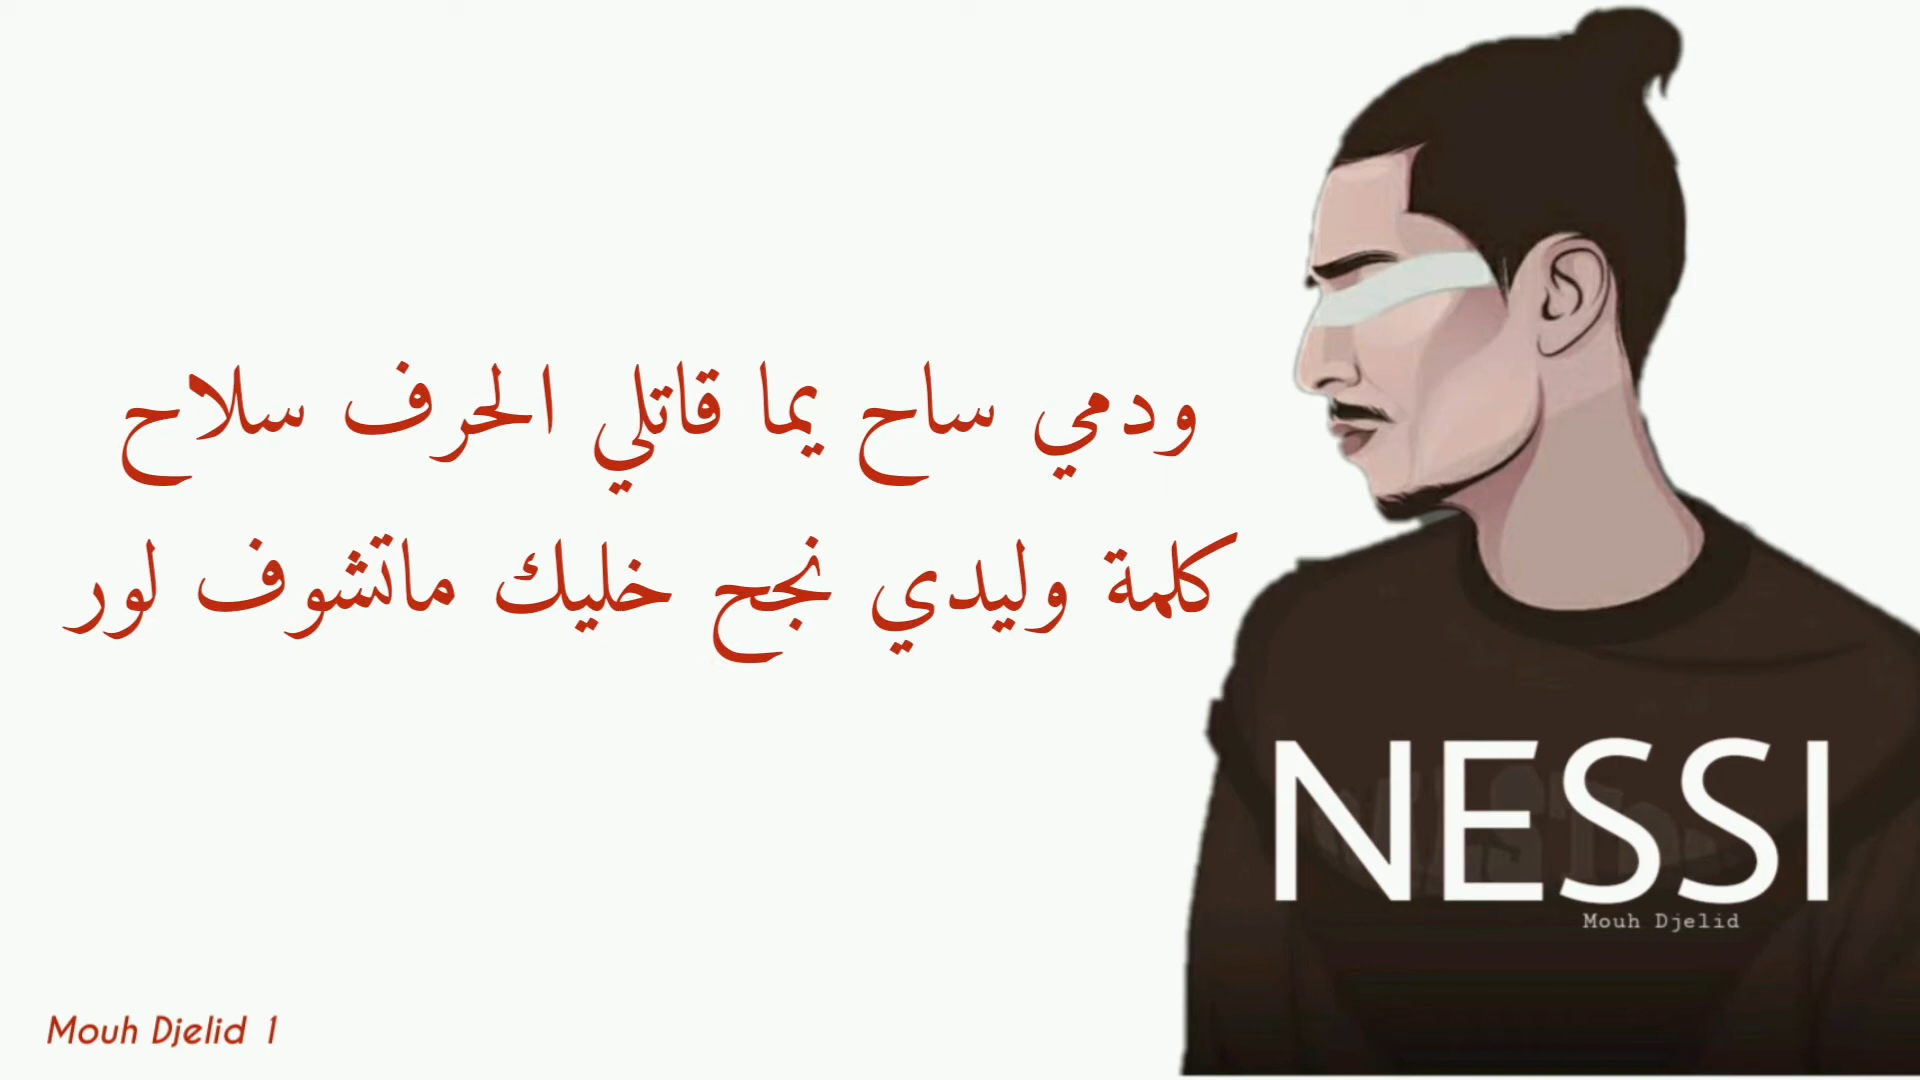 ودمي ساح يما قاتلي الحرف سلاح
كلمة وليدي نجح خليك ماتشوف لور
NESSI
Mouh Djelid
Mouh Djelid 1